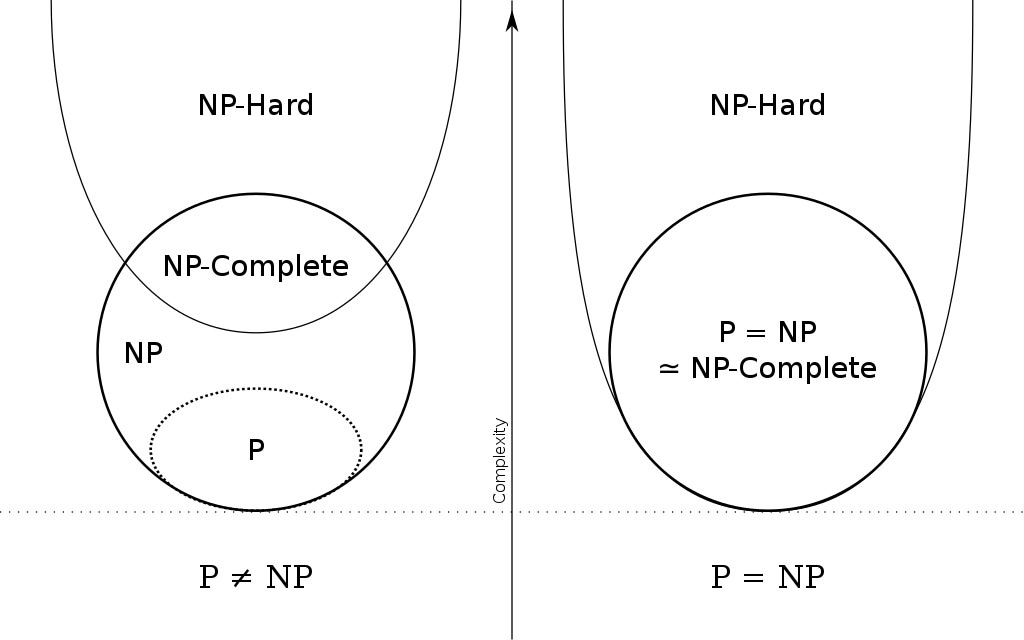 NP-Hard
NP-Complete
NP
P
P ≠ NP
Complexity
NP-Hard
P = NP
≃ NP-Complete
P = NP